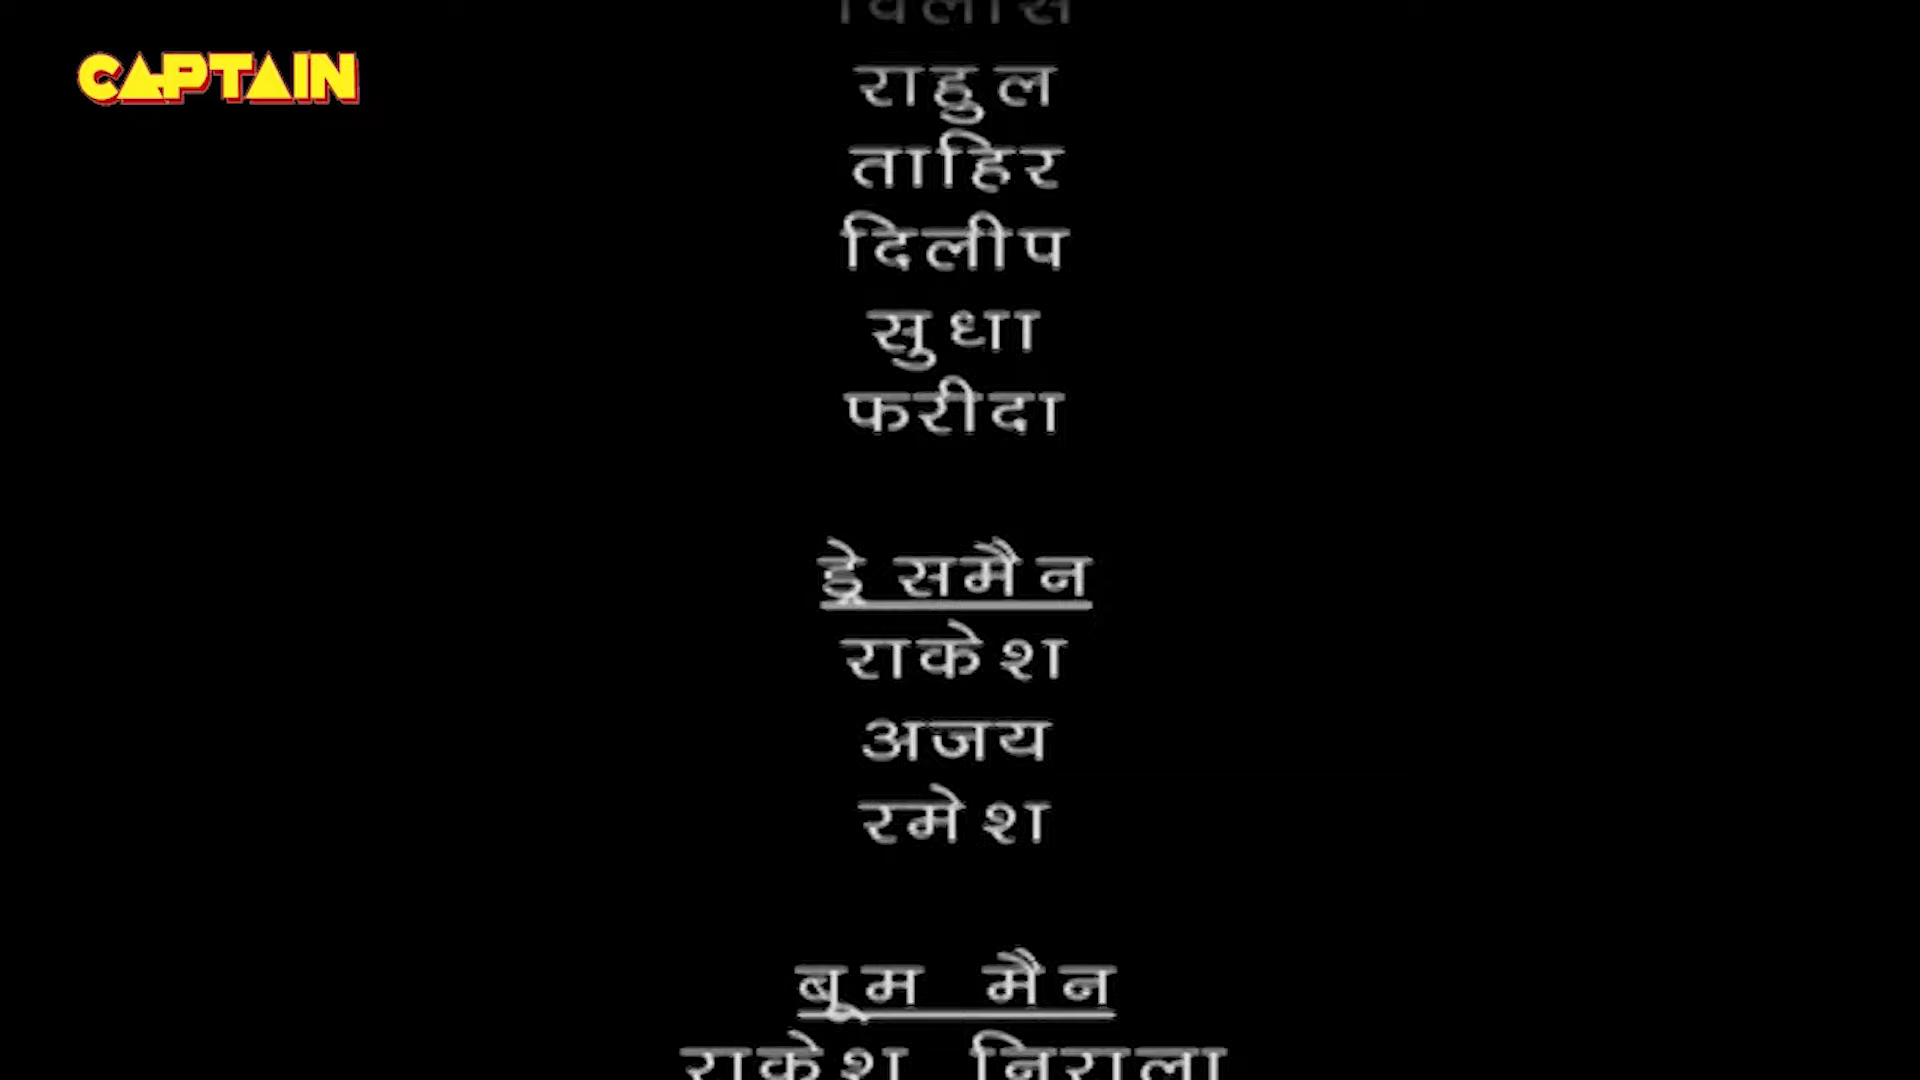 CAPTAIN
राहुल
ताहिर
दिलीप
सुधा
फरीदा
ड्रेसमैन
राकेश
अजय
रमेश
बूम मैन
राकेश निराला